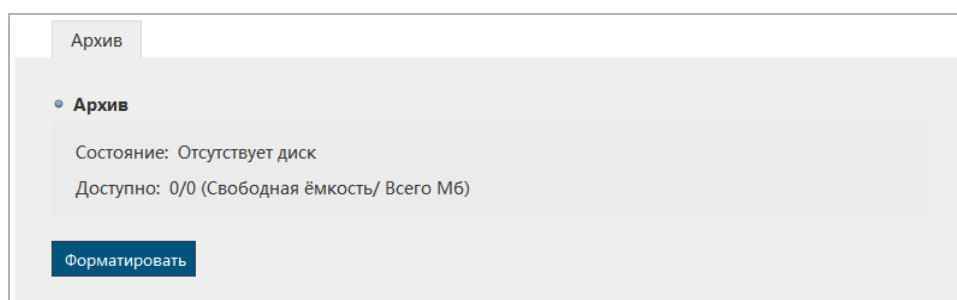 Архив
Архив
Состояние: Отсутствует диск
Доступно: 0/0 (Свободная ёмкость/ Всего Мб)
Форматировать